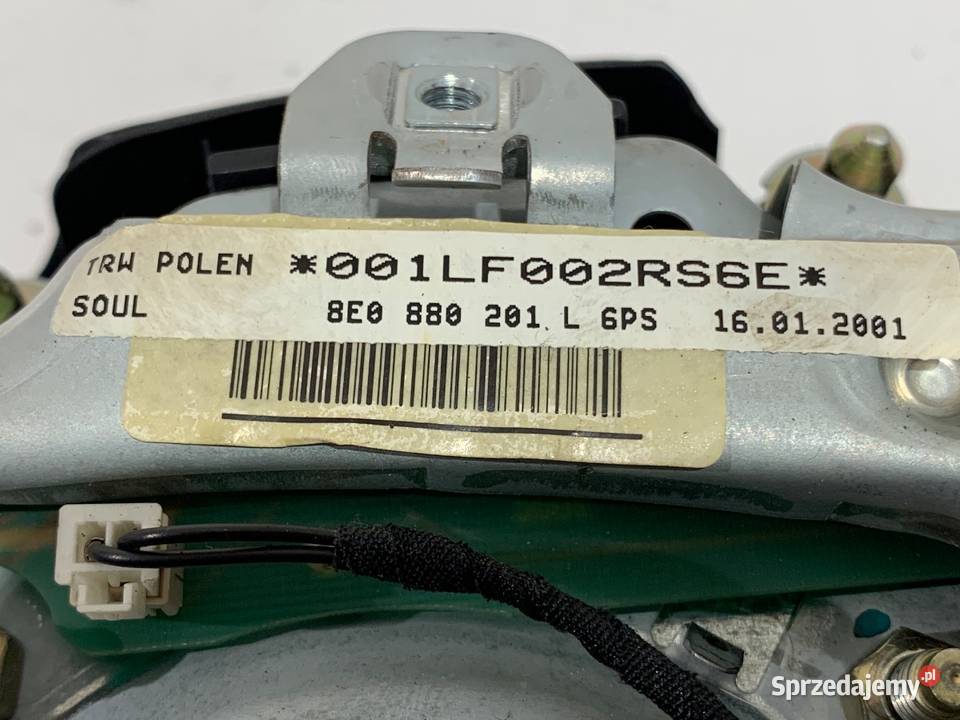 TRW POLEN *001LF002RS6E*
SOUL 8E0 880 201 L 6PS 16.01.2001
Sprzedajemy.pl